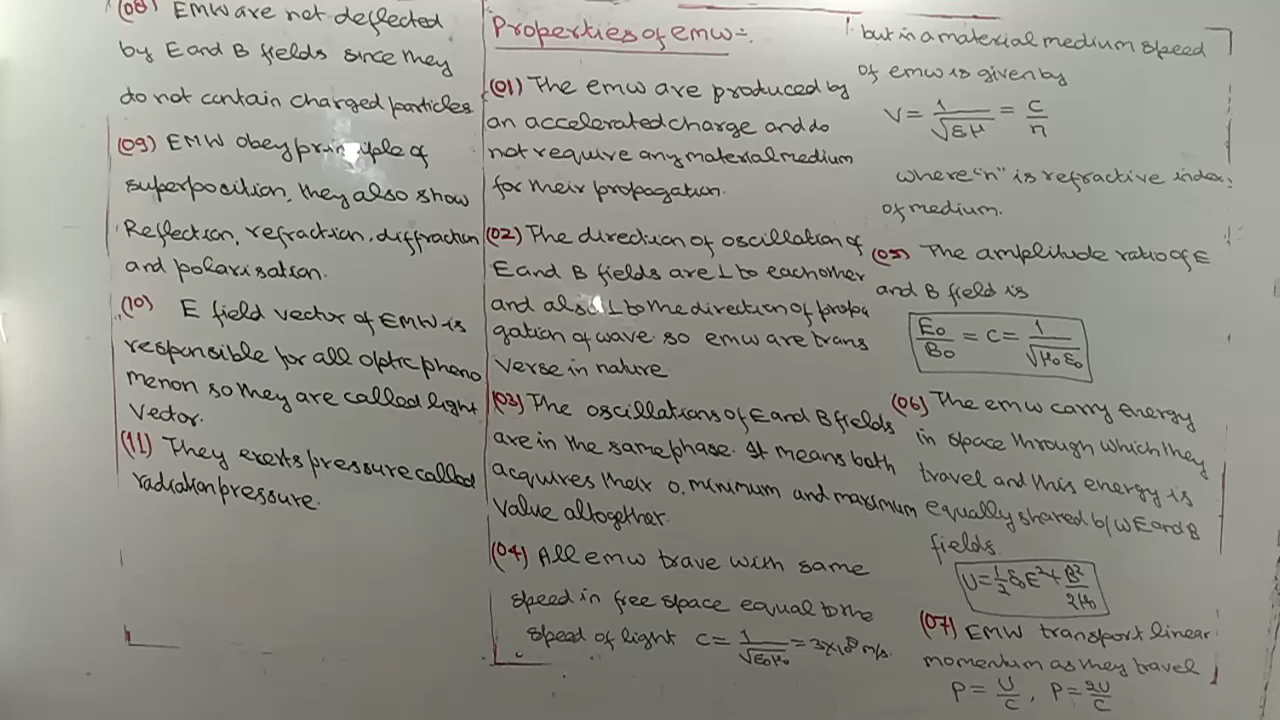 Properties of emw :-
(01) The emw are produced by
an accelerated charge and do
not require any material medium
for their propagation.
(02) The direction of oscillation of
E and B fields are ⊥ to each other
and also ⊥ to the direction of propa
gation of wave so emw are trans
verse in nature
(03) The oscillations of E and B fields
are in the same phase. It means both
acquires their 0, minimum and maximum
value altogether.
(04) All emw trave with same
speed in free space equal to the
speed of light C = 1/√ε₀μ₀ = 3×10⁸ m/s.
but in a material medium speed
of emw is given by
V = 1/√εμ = c/n
where "n" is refractive index
of medium.
(05) The amplitude ratio of E
and B field is
E₀/B₀ = C = 1/√μ₀ε₀
(06) The emw carry energy
in space through which they
travel and this energy is
equally shared b/w E and B
fields.
U = 1/2 ε₀E² + B²/2μ₀
(07) EMW transport linear
momentum as they travel
P = U/C , P = 2U/C
(08) EMW are not deflected
by E and B fields since they
do not contain charged particles
(09) EMW obey principle of
superposition, they also show
Reflection, refraction, diffraction
and polarisation.
(10) E field vector of EMW is
responsible for all optic pheno
menon so they are called light
vector.
(11) They exerts pressure called
radiation pressure.